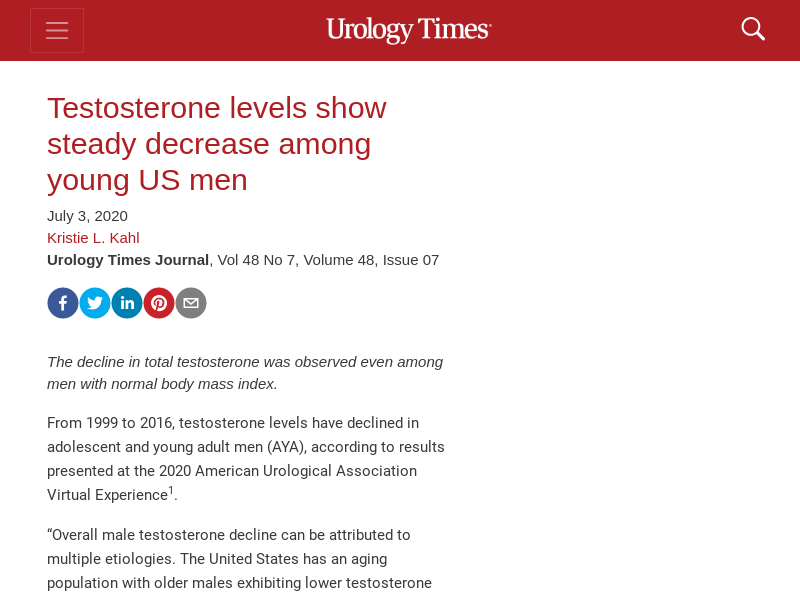 Urology Times
Testosterone levels show
steady decrease among
young US men
July 3, 2020
Kristie L. Kahl
Urology Times Journal, Vol 48 No 7, Volume 48, Issue 07
The decline in total testosterone was observed even among
men with normal body mass index.
From 1999 to 2016, testosterone levels have declined in
adolescent and young adult men (AYA), according to results
presented at the 2020 American Urological Association
Virtual Experience1.
“Overall male testosterone decline can be attributed to
multiple etiologies. The United States has an aging
population with older males exhibiting lower testosterone